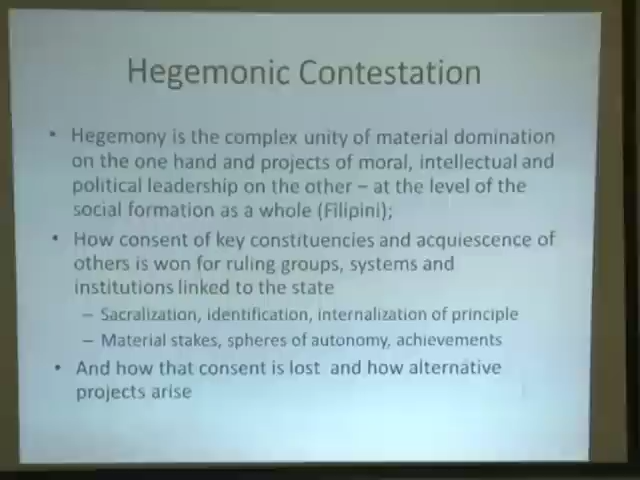 Hegemonic Contestation
• Hegemony is the complex unity of material domination
on the one hand and projects of moral, intellectual and
political leadership on the other – at the level of the
social formation as a whole (Filipini);
• How consent of key constituencies and acquiescence of
others is won for ruling groups, systems and
institutions linked to the state
– Sacralization, identification, internalization of principle
– Material stakes, spheres of autonomy, achievements
• And how that consent is lost and how alternative
projects arise